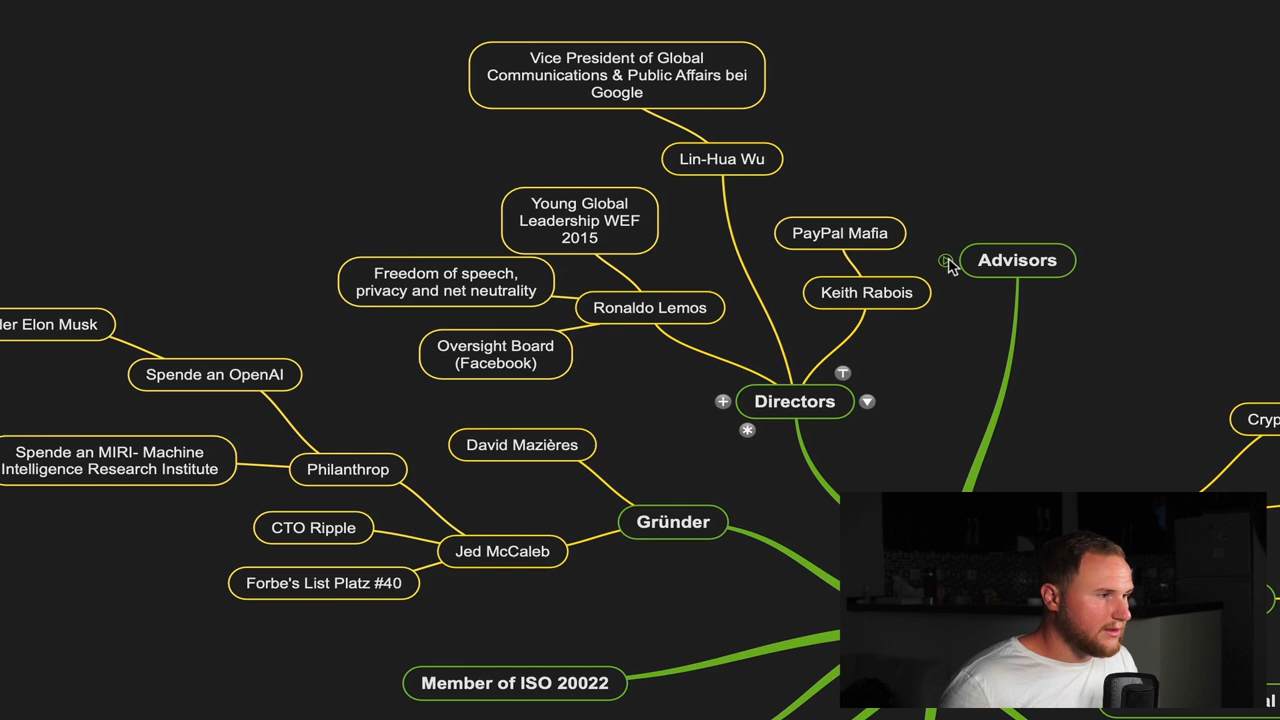 Vice President of Global
Communications & Public Affairs bei
Google
Lin-Hua Wu
Young Global
Leadership WEF
2015
PayPal Mafia
Advisors
Freedom of speech,
privacy and net neutrality
Keith Rabois
Ronaldo Lemos
Elon Musk
Oversight Board
(Facebook)
Spende an OpenAI
Directors
David Mazières
Spende an MIRI- Machine
Intelligence Research Institute
Philanthrop
Gründer
CTO Ripple
Jed McCaleb
Forbe's List Platz #40
Member of ISO 20022